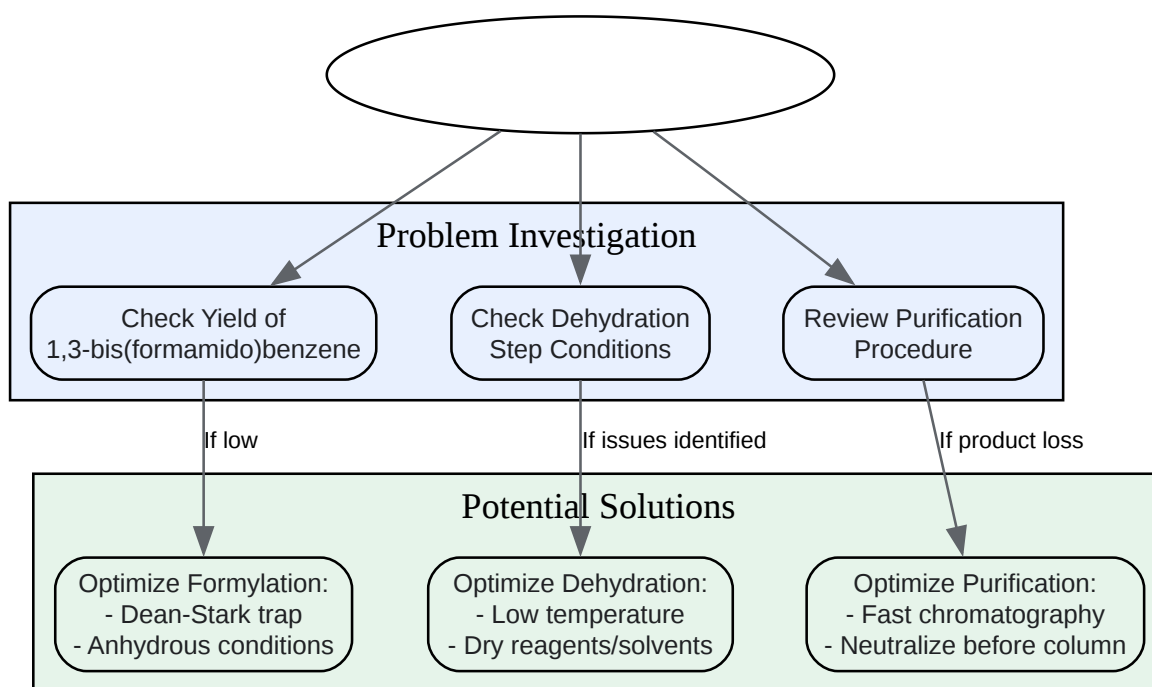 Problem Investigation
Check Yield of
1,3-bis(formamido)benzene
Check Dehydration
Step Conditions
Review Purification
Procedure
If low
If issues identified
If product loss
Potential Solutions
Optimize Formylation:
- Dean-Stark trap
- Anhydrous conditions
Optimize Dehydration:
- Low temperature
- Dry reagents/solvents
Optimize Purification:
- Fast chromatography
- Neutralize before column